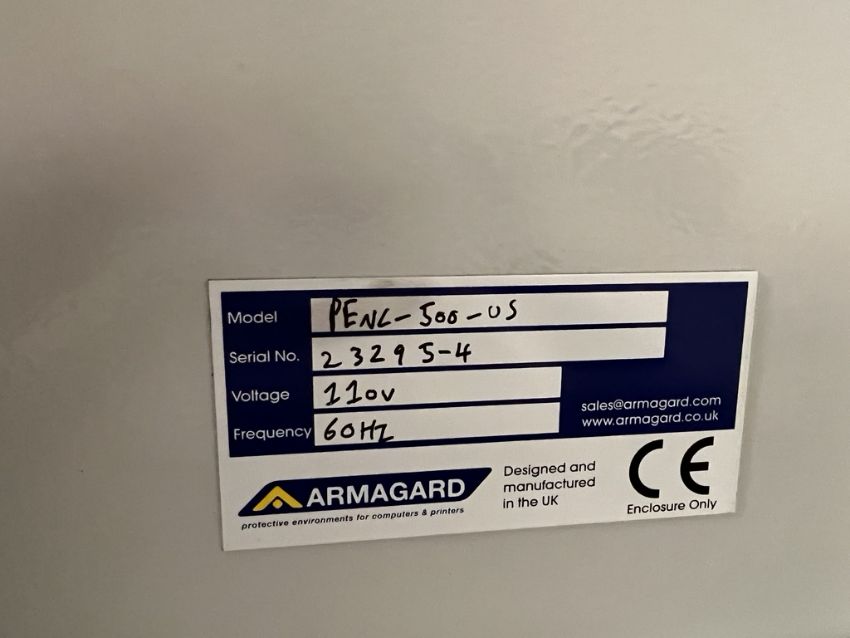 Model PENC-500-US
Serial No. 23295-4
Voltage 110V
Frequency 60HZ
sales@armagard.com
www.armagard.co.uk
ARMAGARD
protective environments for computers & printers
Designed and
manufactured
in the UK
CE
Enclosure Only